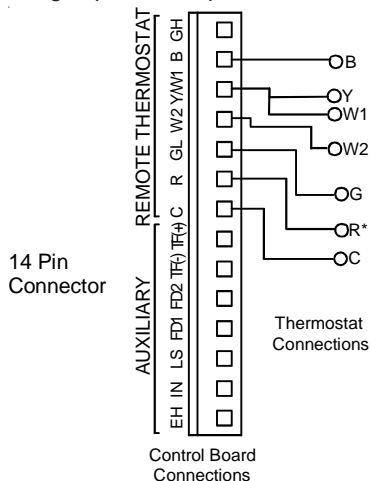 REMOTE THERMOSTAT
AUXILIARY
EH IN LS FD1 FD2 TF(-) TF(+) C R GL W2 Y/W1 B GH
B
Y
W1
W2
G
R*
C
14 Pin
Connector
Thermostat
Connections
Control Board
Connections